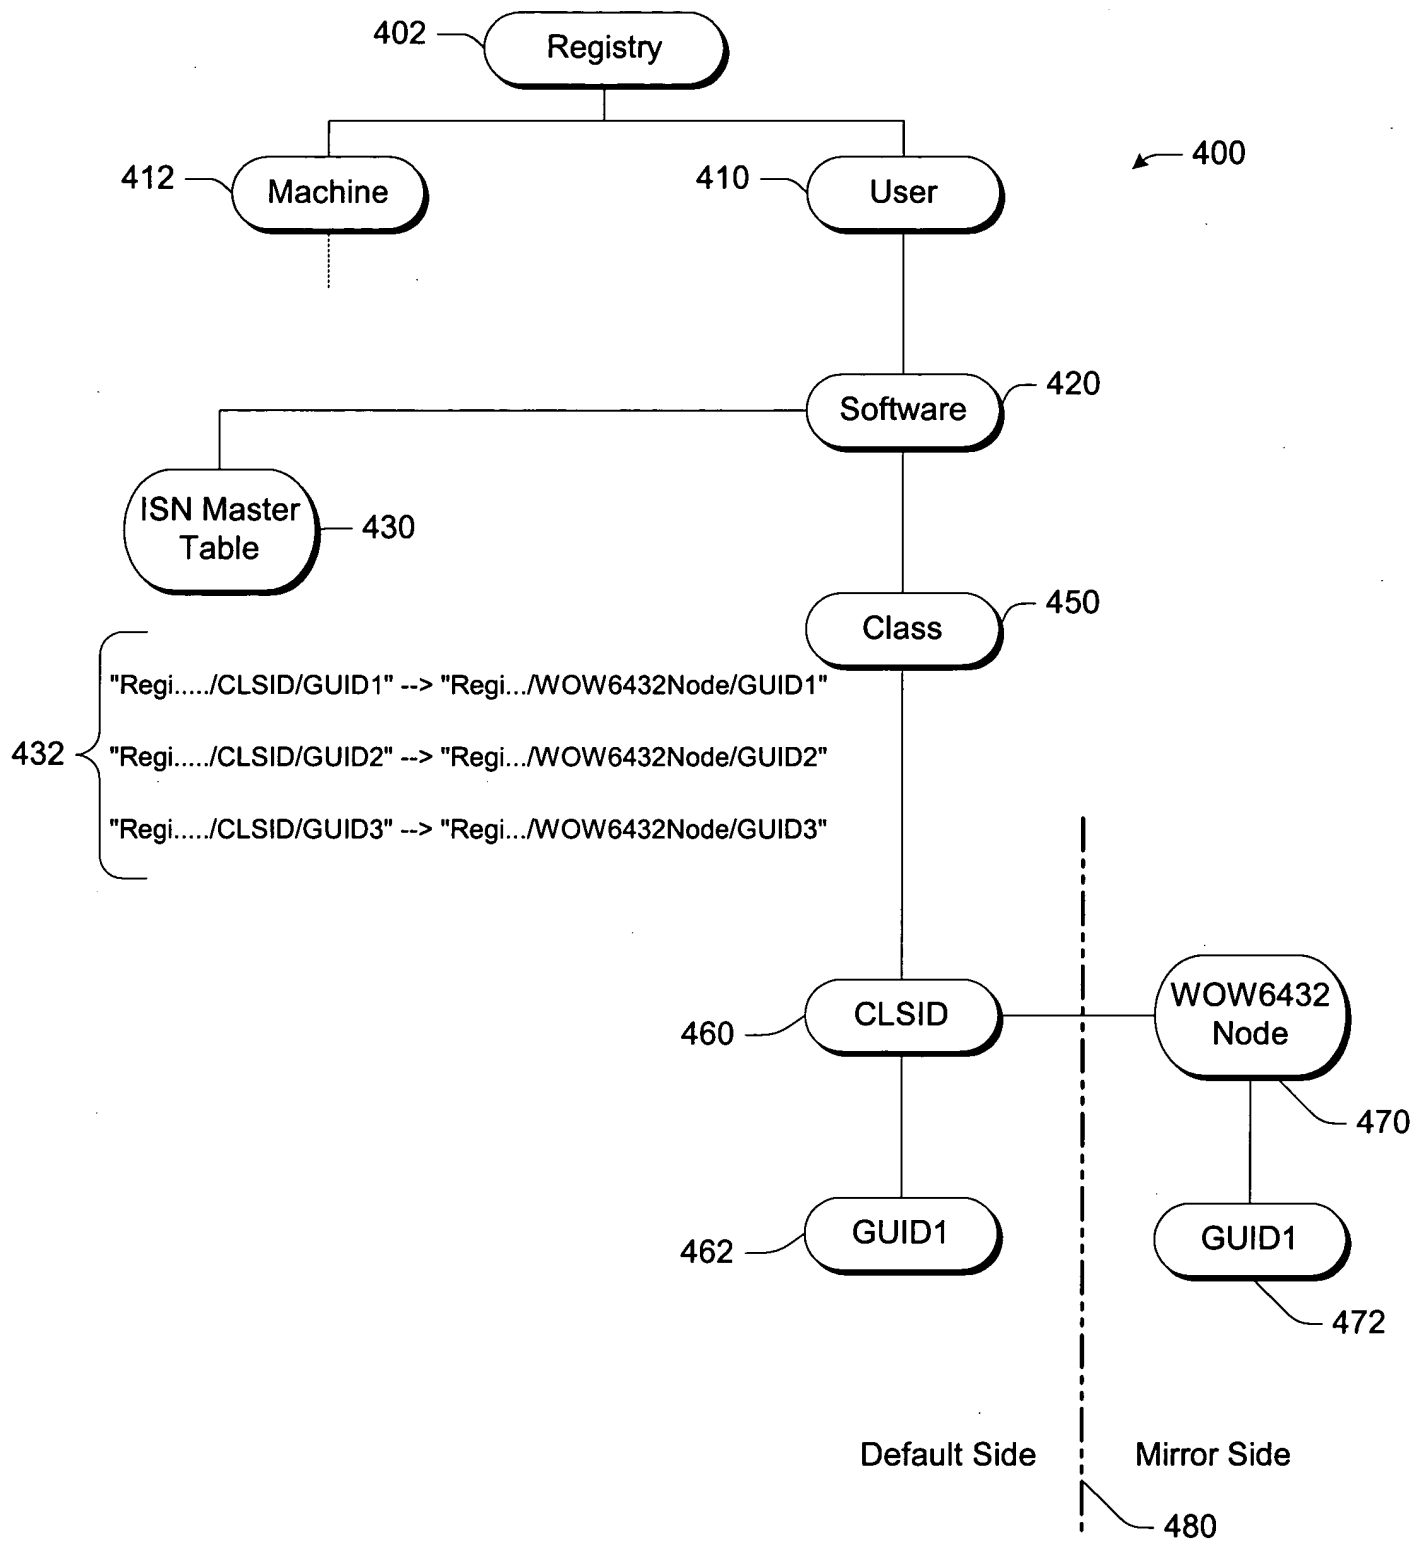 402 Registry
400
412 Machine
410 User
Software 420
ISN Master
Table
430
Class 450
432
"Regi...../CLSID/GUID1" --> "Regi.../WOW6432Node/GUID1"
"Regi...../CLSID/GUID2" --> "Regi.../WOW6432Node/GUID2"
"Regi...../CLSID/GUID3" --> "Regi.../WOW6432Node/GUID3"
460 CLSID
WOW6432
Node
470
462 GUID1
GUID1
472
Default Side
Mirror Side
480